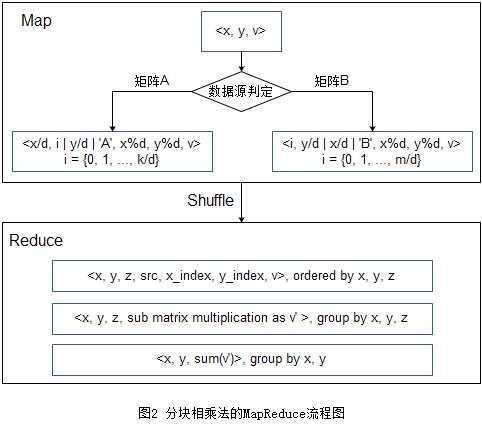 Map
<x, y, v>
矩阵A
数据源判定
矩阵B
<x/d, i | y/d | 'A', x%d, y%d, v>
i = {0, 1, …, k/d}
<i, y/d | x/d | 'B', x%d, y%d, v>
i = {0, 1, …, m/d}
Shuffle
Reduce
<x, y, z, src, x_index, y_index, v>, ordered by x, y, z
<x, y, z, sub matrix multiplication as v' >, group by x, y, z
<x, y, sum(v')>, group by x, y
图2 分块相乘法的MapReduce流程图